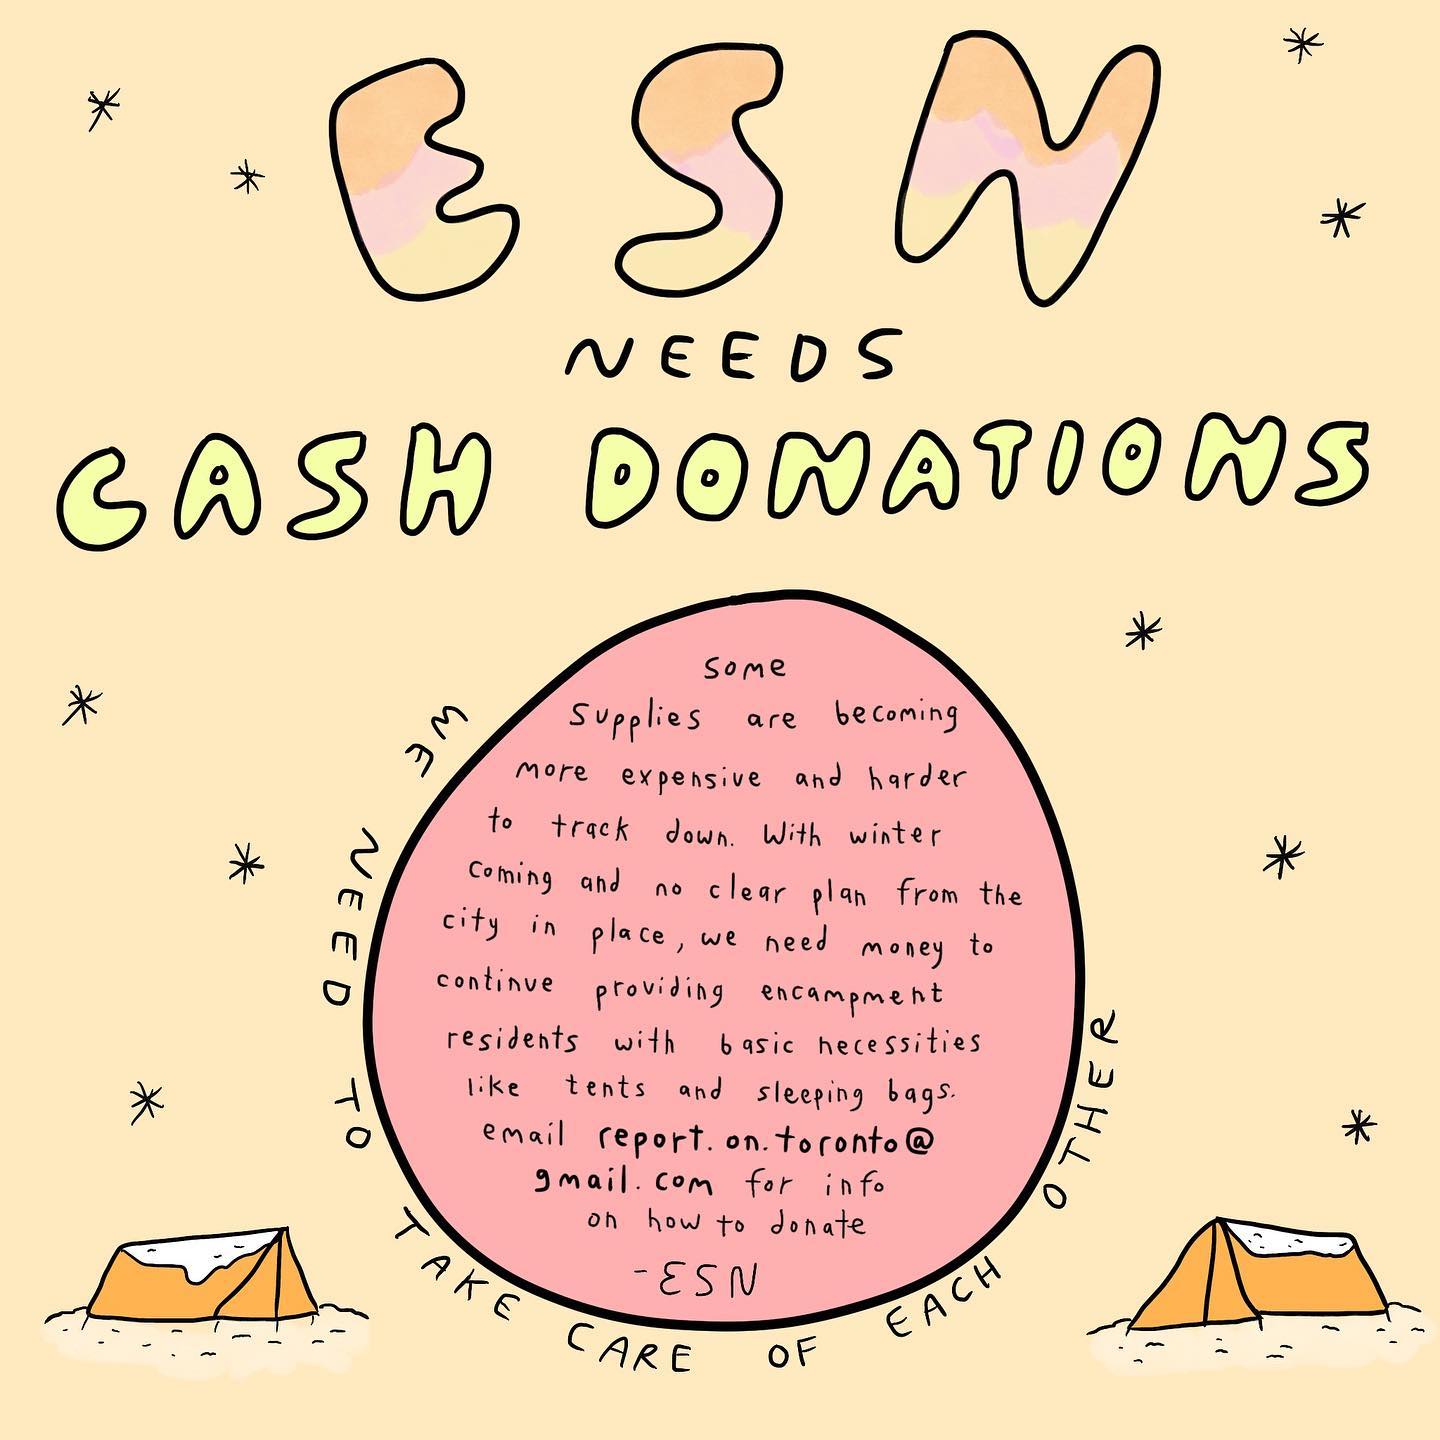 ESN
NEEDS
CASH DONATIONS
some
supplies are becoming
more expensive and harder
to track down. With winter
coming and no clear plan from the
city in place, we need money to
continue providing encampment
residents with basic necessities
like tents and sleeping bags.
email report.on.toronto@
gmail.com for info
on how to donate
-ESN
WE NEED TO TAKE CARE OF EACH OTHER